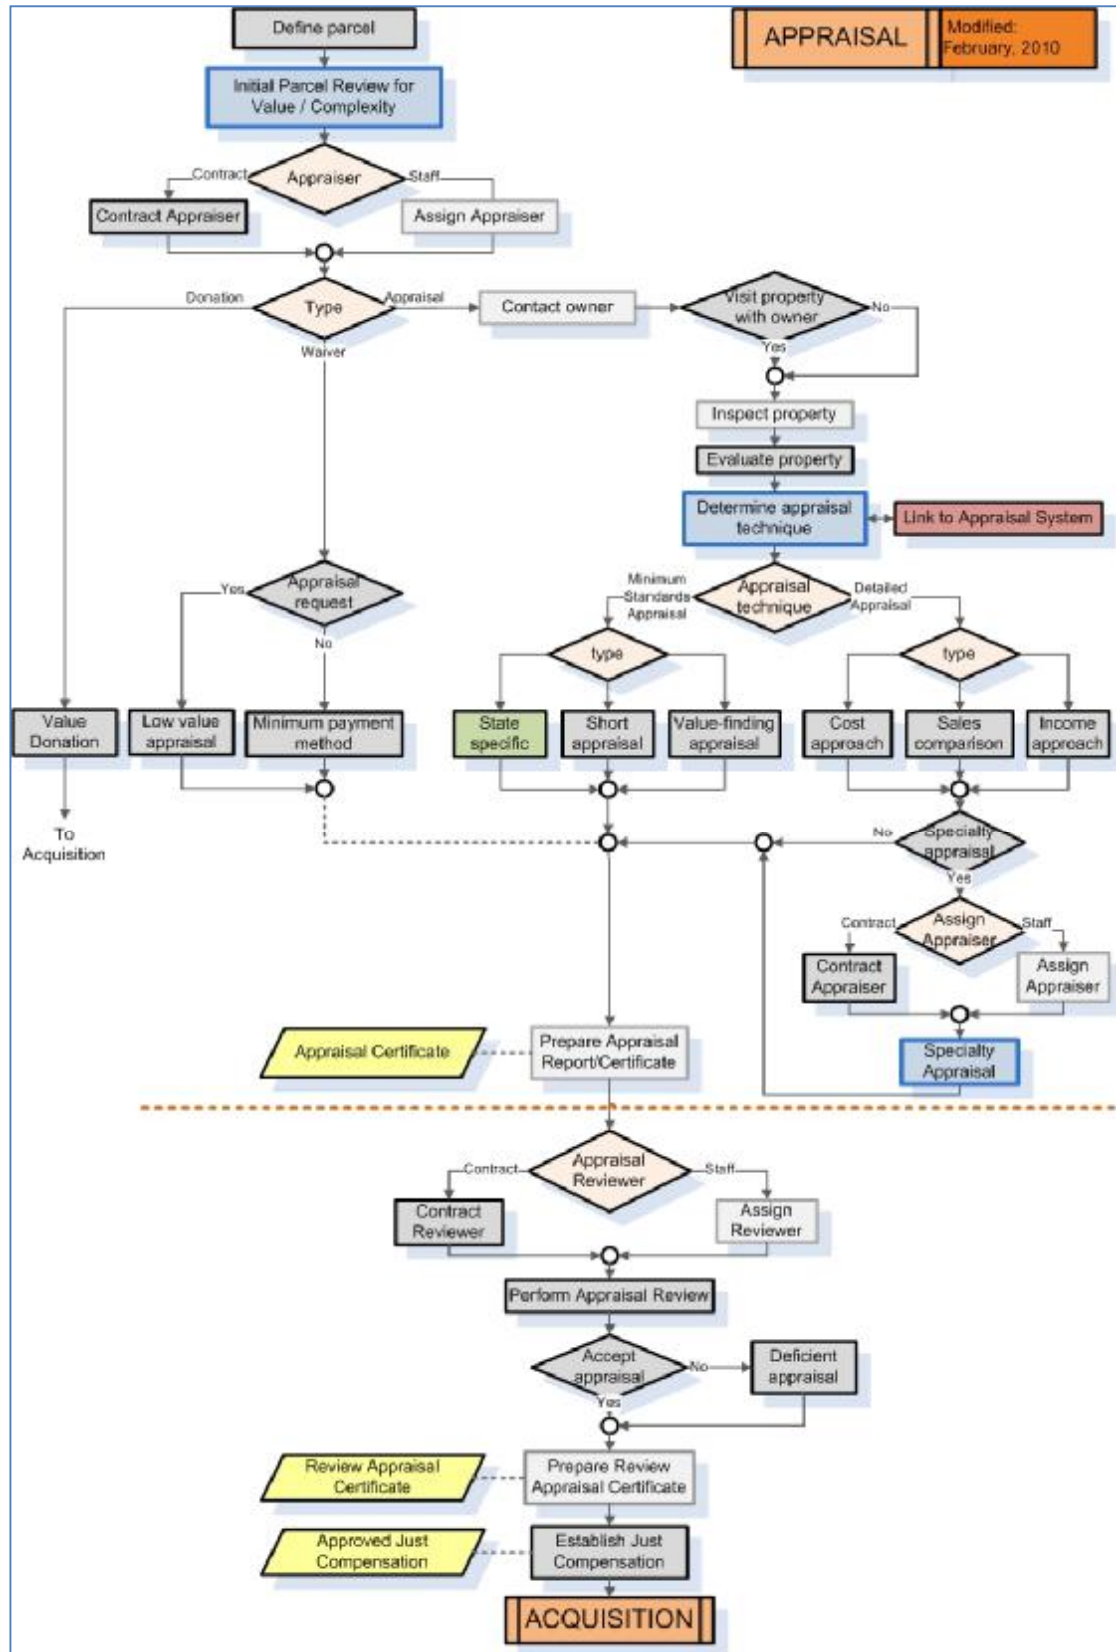 Define parcel
APPRAISAL
Modified:
February, 2010
Initial Parcel Review for
Value / Complexity
Contract
Appraiser
Staff
Contract Appraiser
Assign Appraiser
Donation
Type
Appraisal
Waiver
Contact owner
Visit property
with owner
No
Yes
Inspect property
Evaluate property
Determine appraisal
technique
Link to Appraisal System
Yes
Appraisal
request
No
Minimum
Standards
Appraisal
Appraisal
technique
Detailed
Appraisal
type
type
Value
Donation
Low value
appraisal
Minimum payment
method
State
specific
Short
appraisal
Value-finding
appraisal
Cost
approach
Sales
comparison
Income
approach
To
Acquisition
No
Specialty
appraisal
Yes
Contract
Assign
Appraiser
Staff
Contract
Appraiser
Assign
Appraiser
Appraisal Certificate
Prepare Appraisal
Report/Certificate
Specialty
Appraisal
Contract
Appraisal
Reviewer
Staff
Contract
Reviewer
Assign
Reviewer
Perform Appraisal Review
Accept
appraisal
No
Deficient
appraisal
Yes
Review Appraisal
Certificate
Prepare Review
Appraisal Certificate
Approved Just
Compensation
Establish Just
Compensation
ACQUISITION